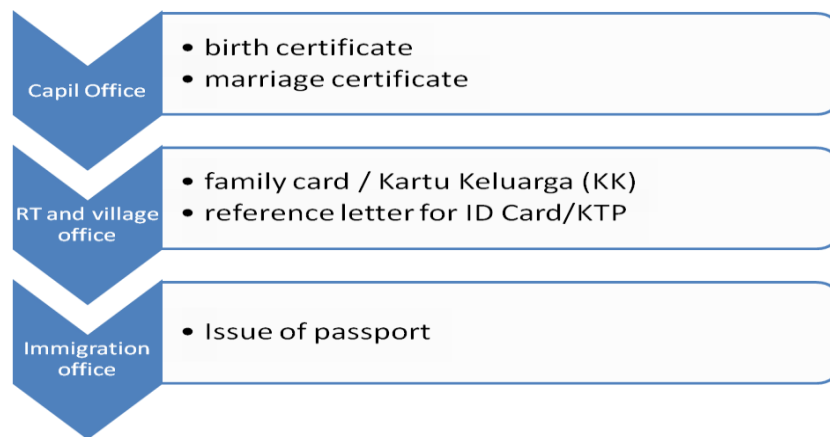 Capil Office
• birth certificate
• marriage certificate
RT and village
office
• family card / Kartu Keluarga (KK)
• reference letter for ID Card/KTP
Immigration
office
• Issue of passport